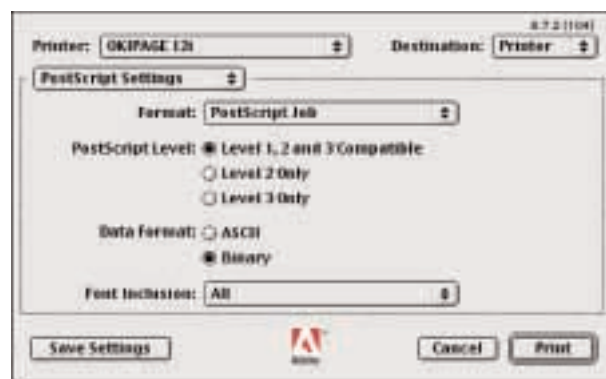 8.7.2 (104)
Printer: OKIPAGE 12i Destination: Printer
PostScript Settings
Format: PostScript Job
PostScript Level: Level 1, 2 and 3 Compatible
Level 2 Only
Level 3 Only
Data Format: ASCII
Binary
Font Inclusion: All
Save Settings
Adobe
Cancel
Print